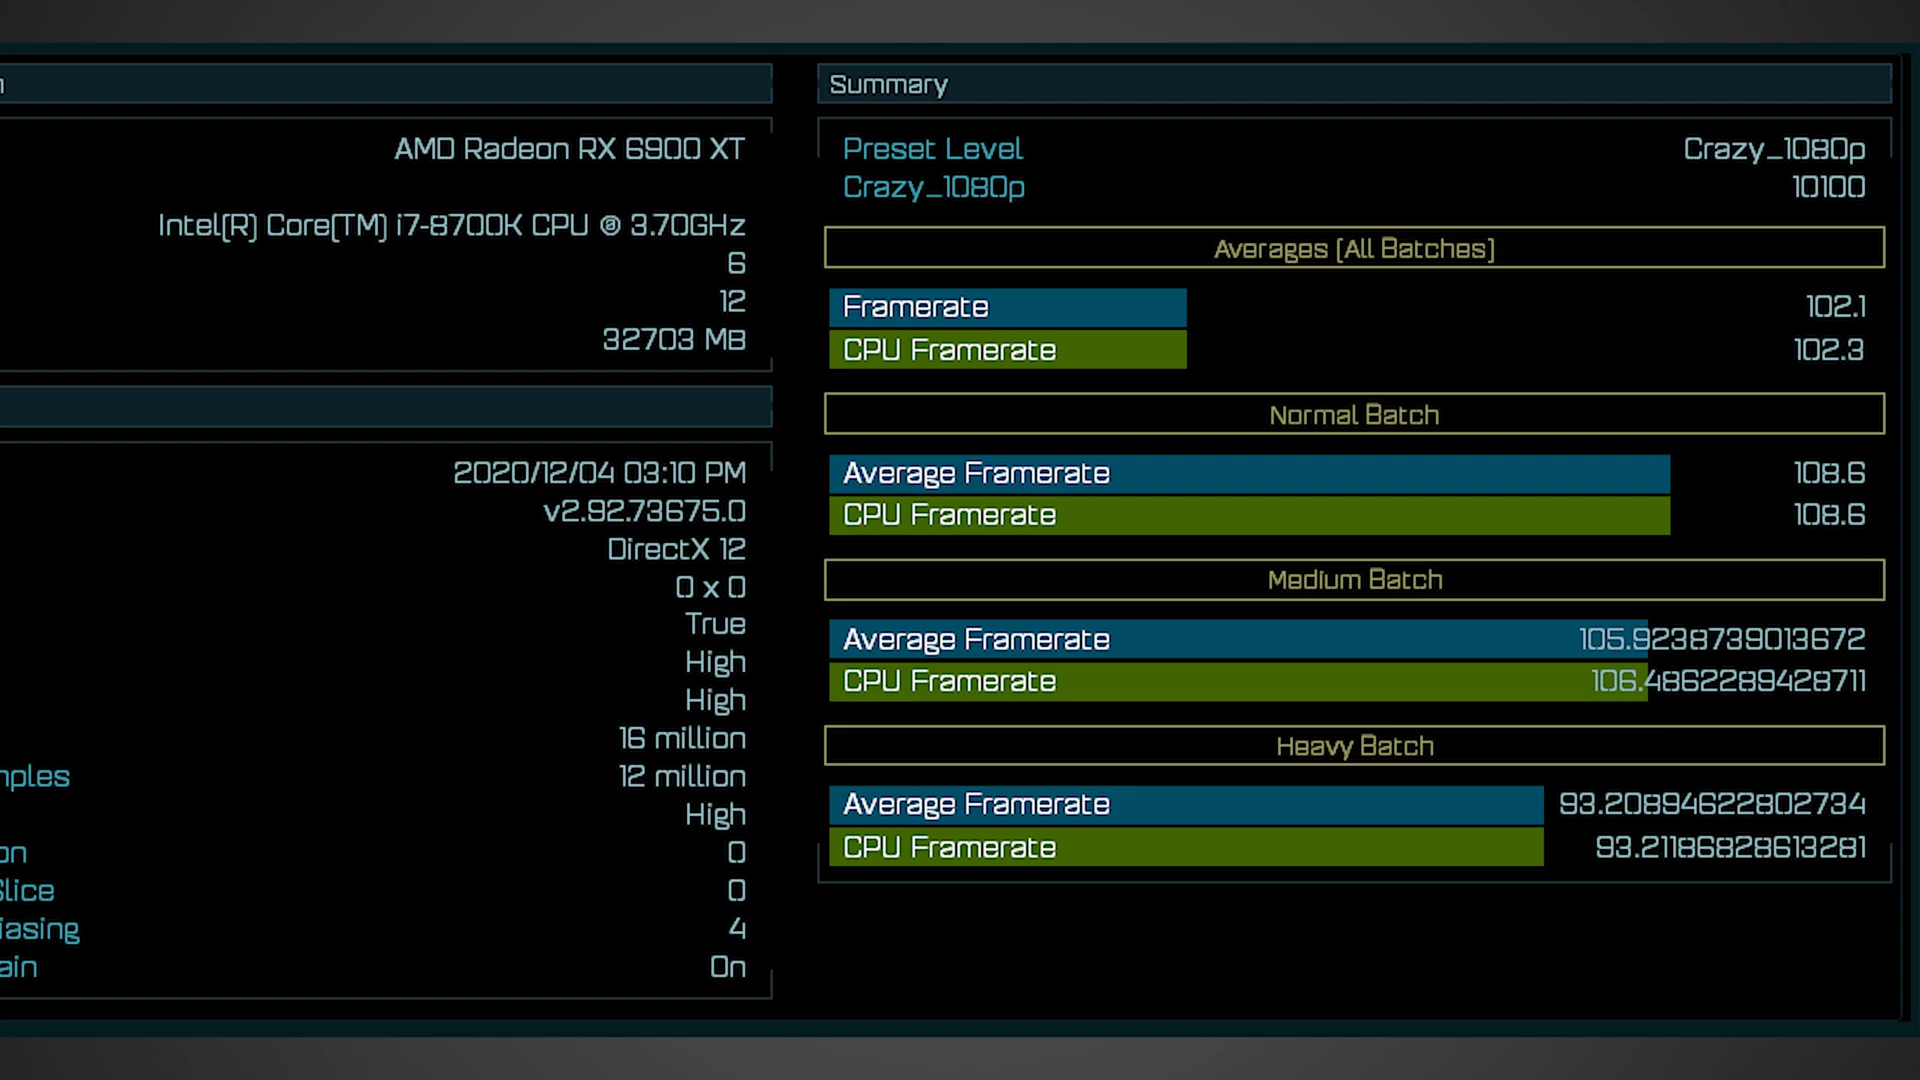 AMD Radeon RX 6900 XT
Intel(R) Core(TM) i7-8700K CPU @ 3.70GHz
6
12
32703 MB
2020/12/04 03:10 PM
v2.92.73675.0
DirectX 12
0 x 0
True
High
High
16 million
mples 12 million
High
on 0
Slice 0
iasing 4
ain On
Summary
Preset Level Crazy_1080p
Crazy_1080p 10100
Averages [All Batches]
Framerate 102.1
CPU Framerate 102.3
Normal Batch
Average Framerate 108.6
CPU Framerate 108.6
Medium Batch
Average Framerate 105.9238739013672
CPU Framerate 106.4862289428711
Heavy Batch
Average Framerate 93.20894622802734
CPU Framerate 93.21186828613281